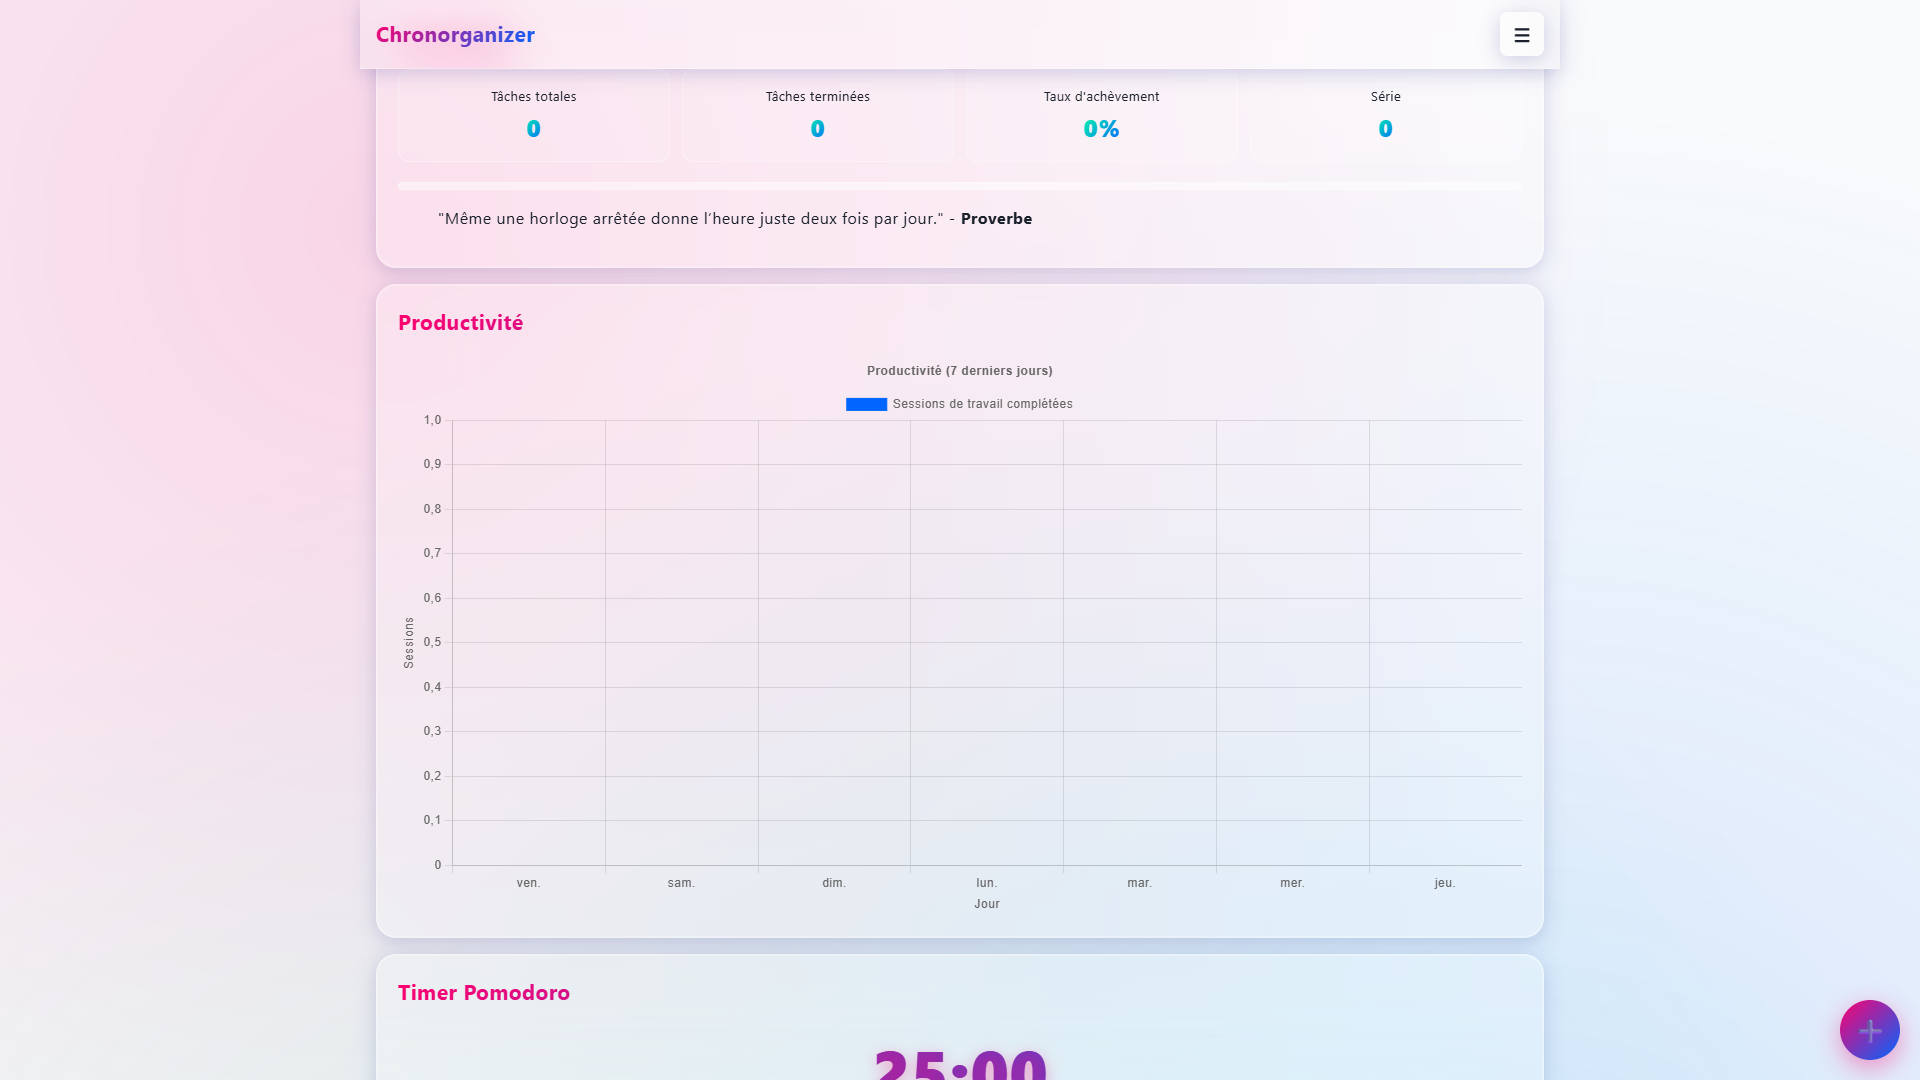 Chronorganizer
☰
Tâches totales
0
Tâches terminées
0
Taux d'achèvement
0%
Série
0
"Même une horloge arrêtée donne l’heure juste deux fois par jour." - Proverbe
Productivité
Productivité (7 derniers jours)
Sessions de travail complétées
Sessions
1,0
0,9
0,8
0,7
0,6
0,5
0,4
0,3
0,2
0,1
0
ven.
sam.
dim.
lun.
mar.
mer.
jeu.
Jour
Timer Pomodoro
25:00